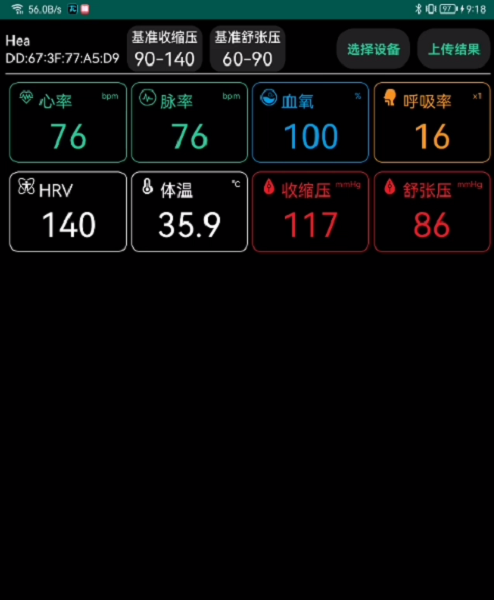 56.0B/s 97 9:18
Hea
DD:67:3F:77:A5:D9
基准收缩压
90-140
基准舒张压
60-90
选择设备
上传结果
心率 bpm
76
脉率 bpm
76
血氧 %
100
呼吸率 x1
16
HRV
140
体温 ℃
35.9
收缩压 mmHg
117
舒张压 mmHg
86